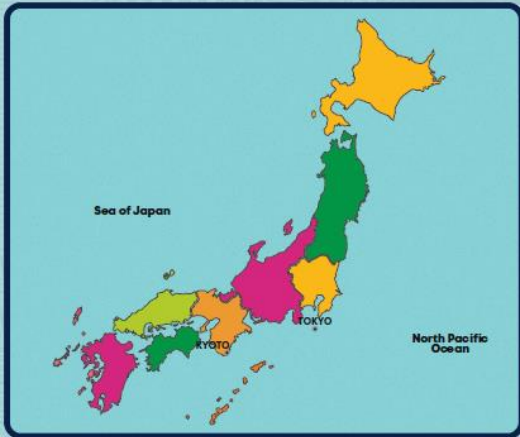 Sea of Japan
TOKYO
North Pacific
Ocean
KYOTO